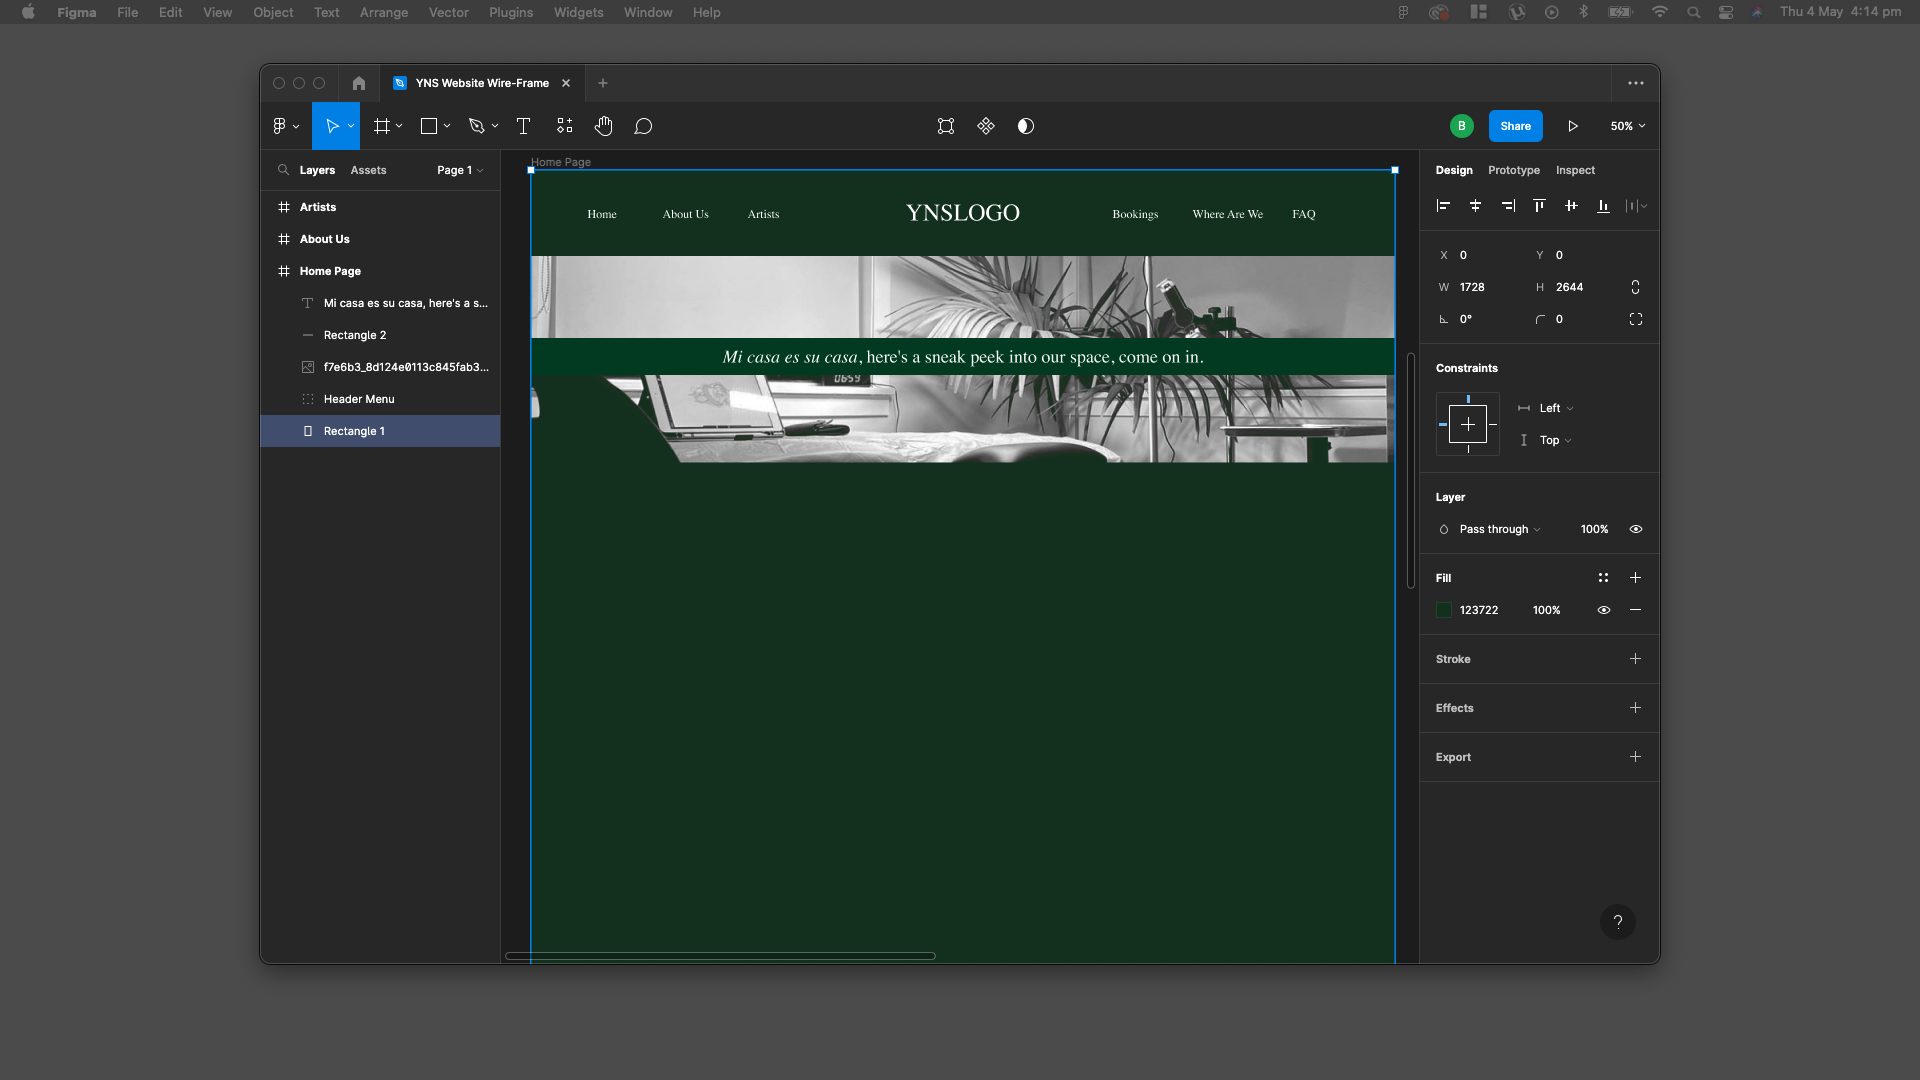 Figma File Edit View Object Text Arrange Vector Plugins Widgets Window Help Thu 4 May 4:14 pm
YNS Website Wire-Frame
B Share 50%
Layers Assets Page 1
Artists
About Us
Home Page
Mi casa es su casa, here's a s...
Rectangle 2
f7e6b3_8d124e0113c845fab3...
Header Menu
Rectangle 1
Home Page
Home About Us Artists YNSLOGO Bookings Where Are We FAQ
Mi casa es su casa, here's a sneak peek into our space, come on in.
0659
Design Prototype Inspect
X 0 Y 0
W 1728 H 2644
0° 0
Constraints
Left
Top
Layer
Pass through 100%
Fill
123722 100%
Stroke
Effects
Export
?